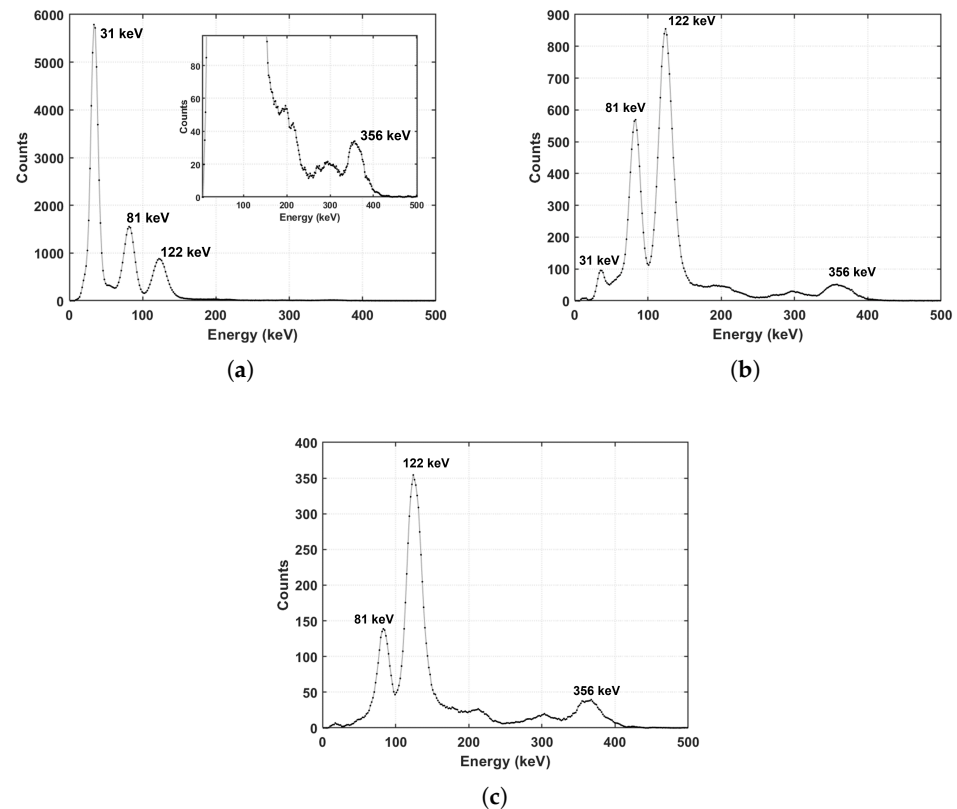 6000
5000
4000
3000
2000
1000
0
Counts
31 keV
81 keV
122 keV
0 100 200 300 400 500
Energy (keV)
80
60
40
20
0
Counts
356 keV
100 200 300 400 500
Energy (keV)
(a)
900
800
700
600
500
400
300
200
100
0
Counts
122 keV
81 keV
31 keV
356 keV
0 100 200 300 400 500
Energy (keV)
(b)
400
350
300
250
200
150
100
50
0
Counts
122 keV
81 keV
356 keV
0 100 200 300 400 500
Energy (keV)
(c)